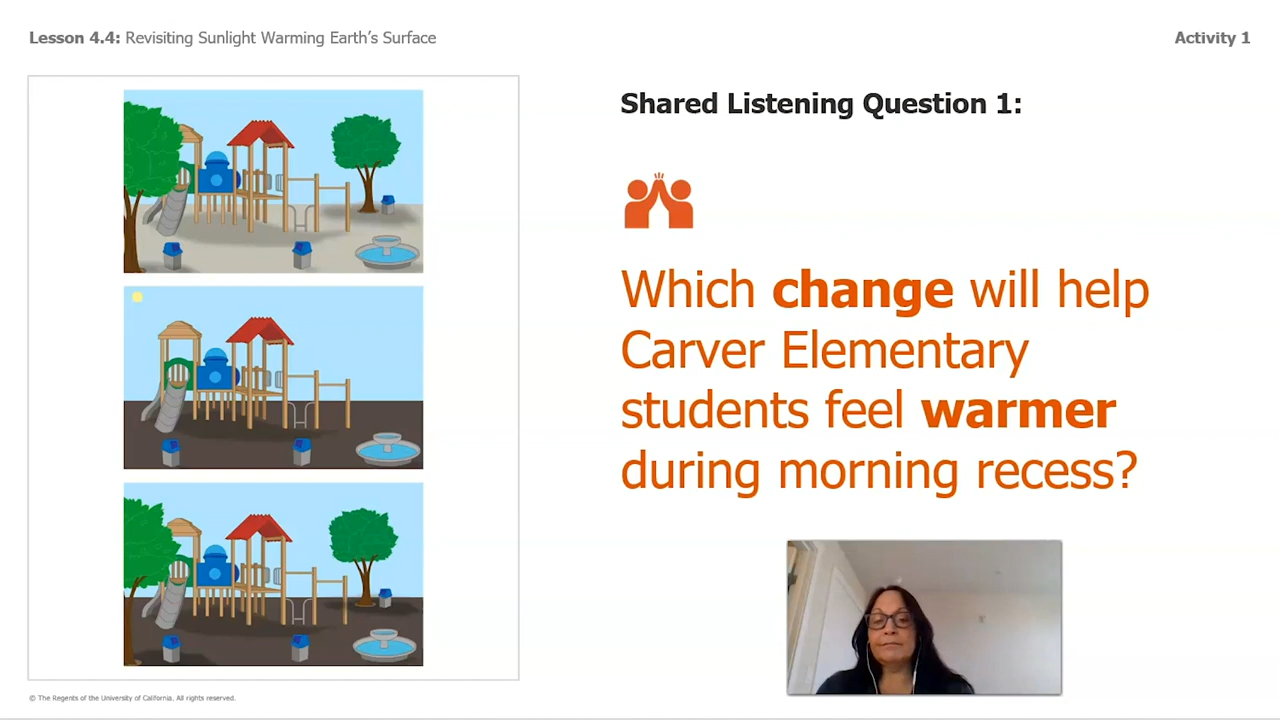 Lesson 4.4: Revisiting Sunlight Warming Earth's Surface
Activity 1
Shared Listening Question 1:
Which change will help
Carver Elementary
students feel warmer
during morning recess?
© The Regents of the University of California. All rights reserved.